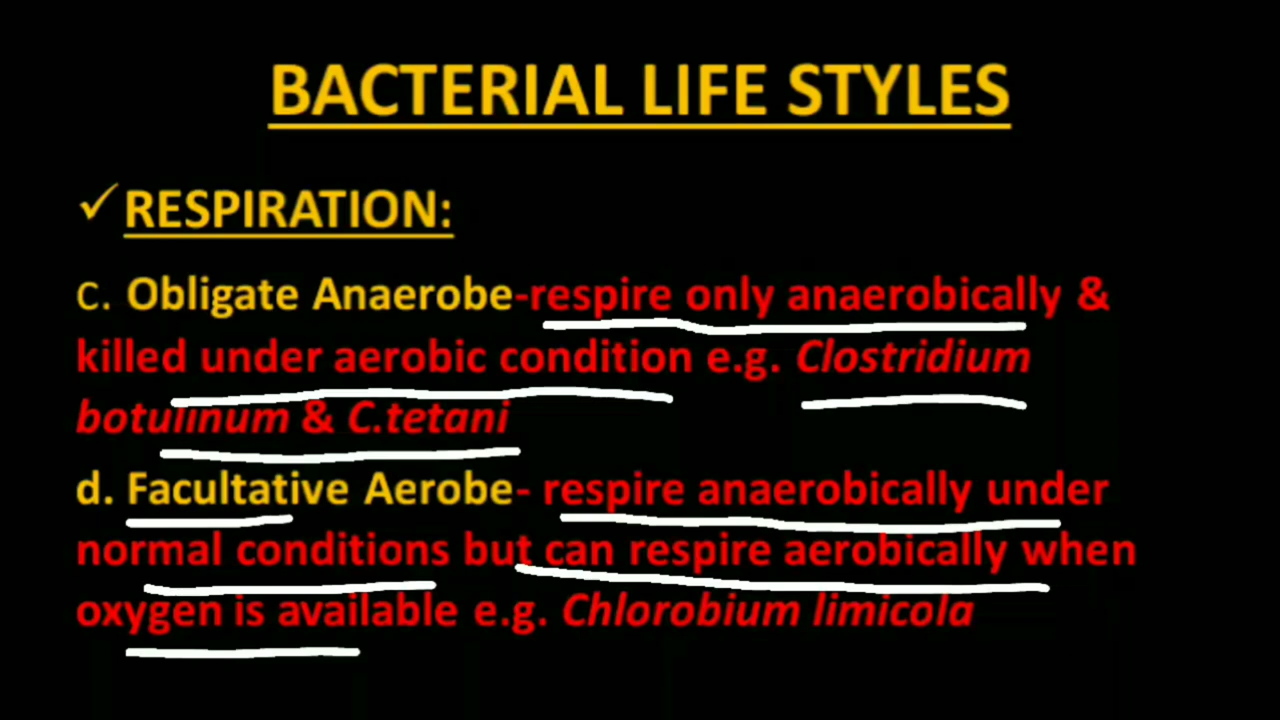 BACTERIAL LIFE STYLES
✓RESPIRATION:
c. Obligate Anaerobe-respire only anaerobically &
killed under aerobic condition e.g. Clostridium
botulinum & C.tetani
d. Facultative Aerobe- respire anaerobically under
normal conditions but can respire aerobically when
oxygen is available e.g. Chlorobium limicola